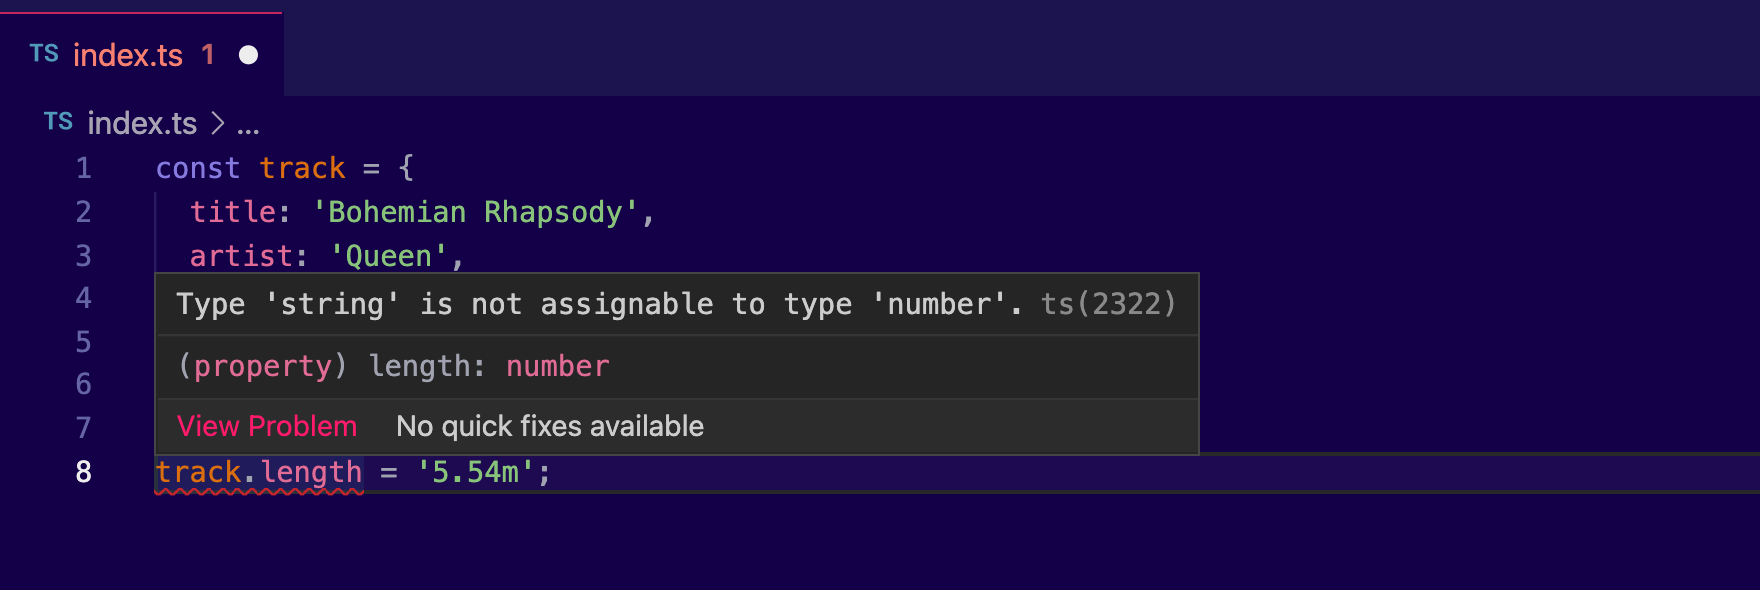 TS index.ts 1
TS index.ts > ...
1 const track = {
2 title: 'Bohemian Rhapsody',
3 artist: 'Queen',
4 Type 'string' is not assignable to type 'number'. ts(2322)
5
(property) length: number
6
7 View Problem No quick fixes available
8 track.length = '5.54m';